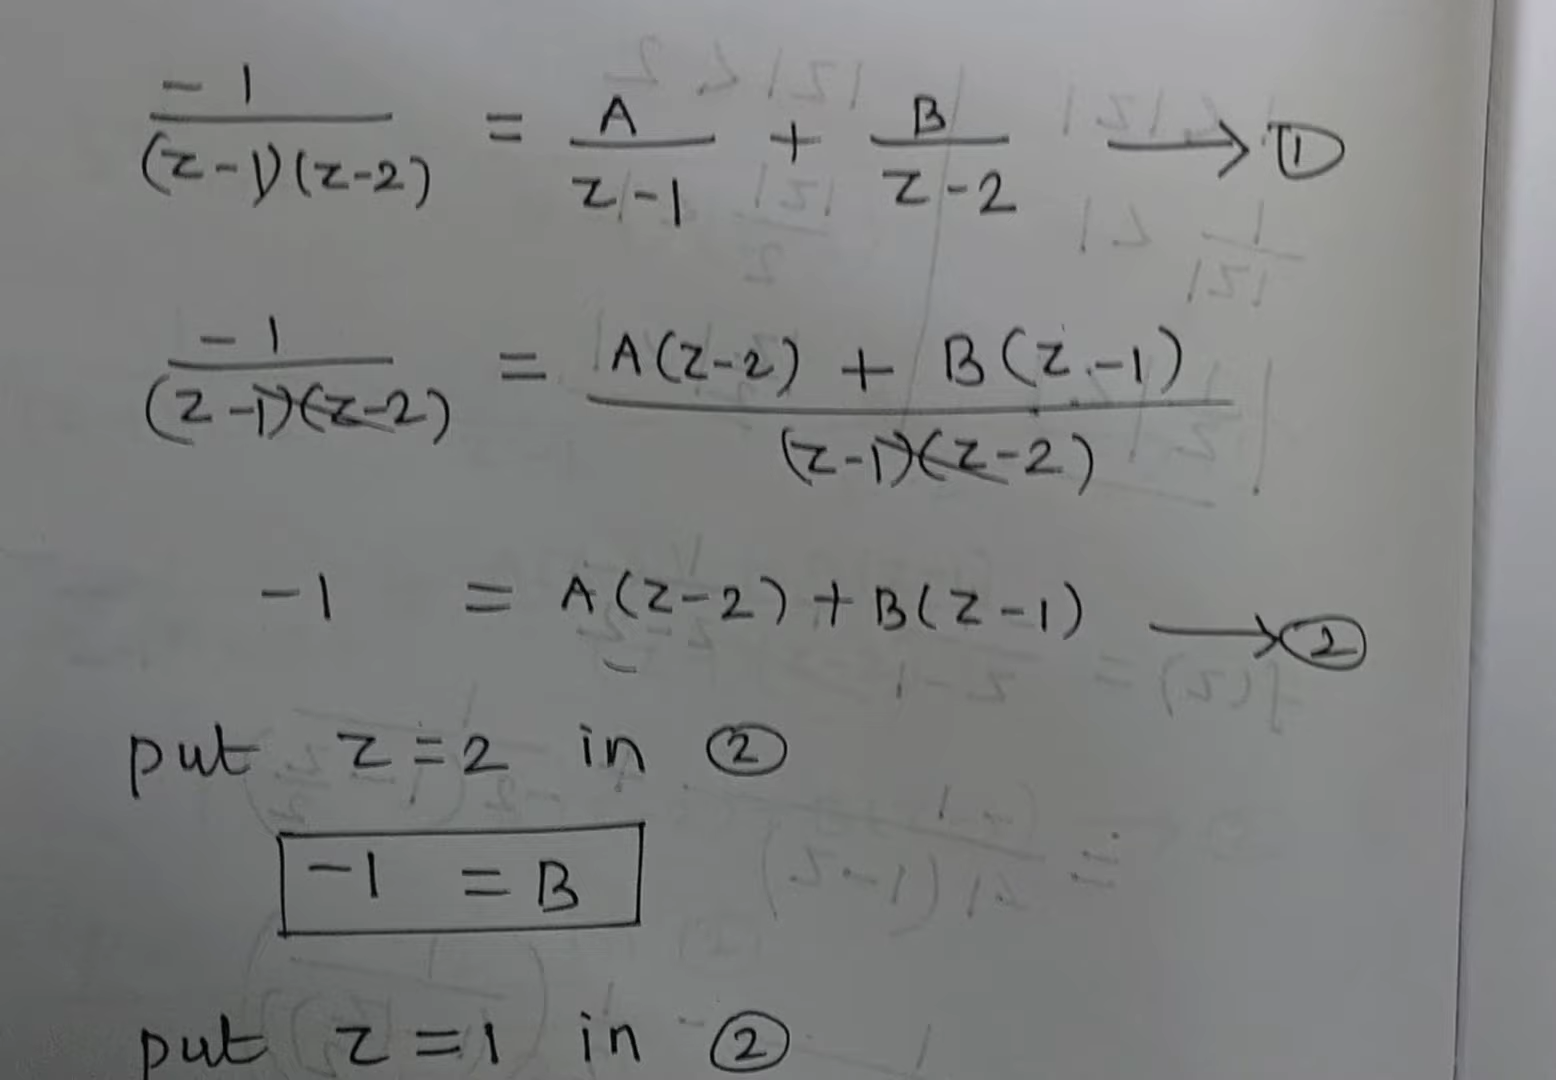 -1/((z-1)(z-2)) = A/(z-1) + B/(z-2) → ①
-1/((z-1)(z-2)) = (A(z-2) + B(z-1))/((z-1)(z-2))
-1 = A(z-2) + B(z-1) → ②
put z=2 in ②
-1 = B
put z=1 in ②